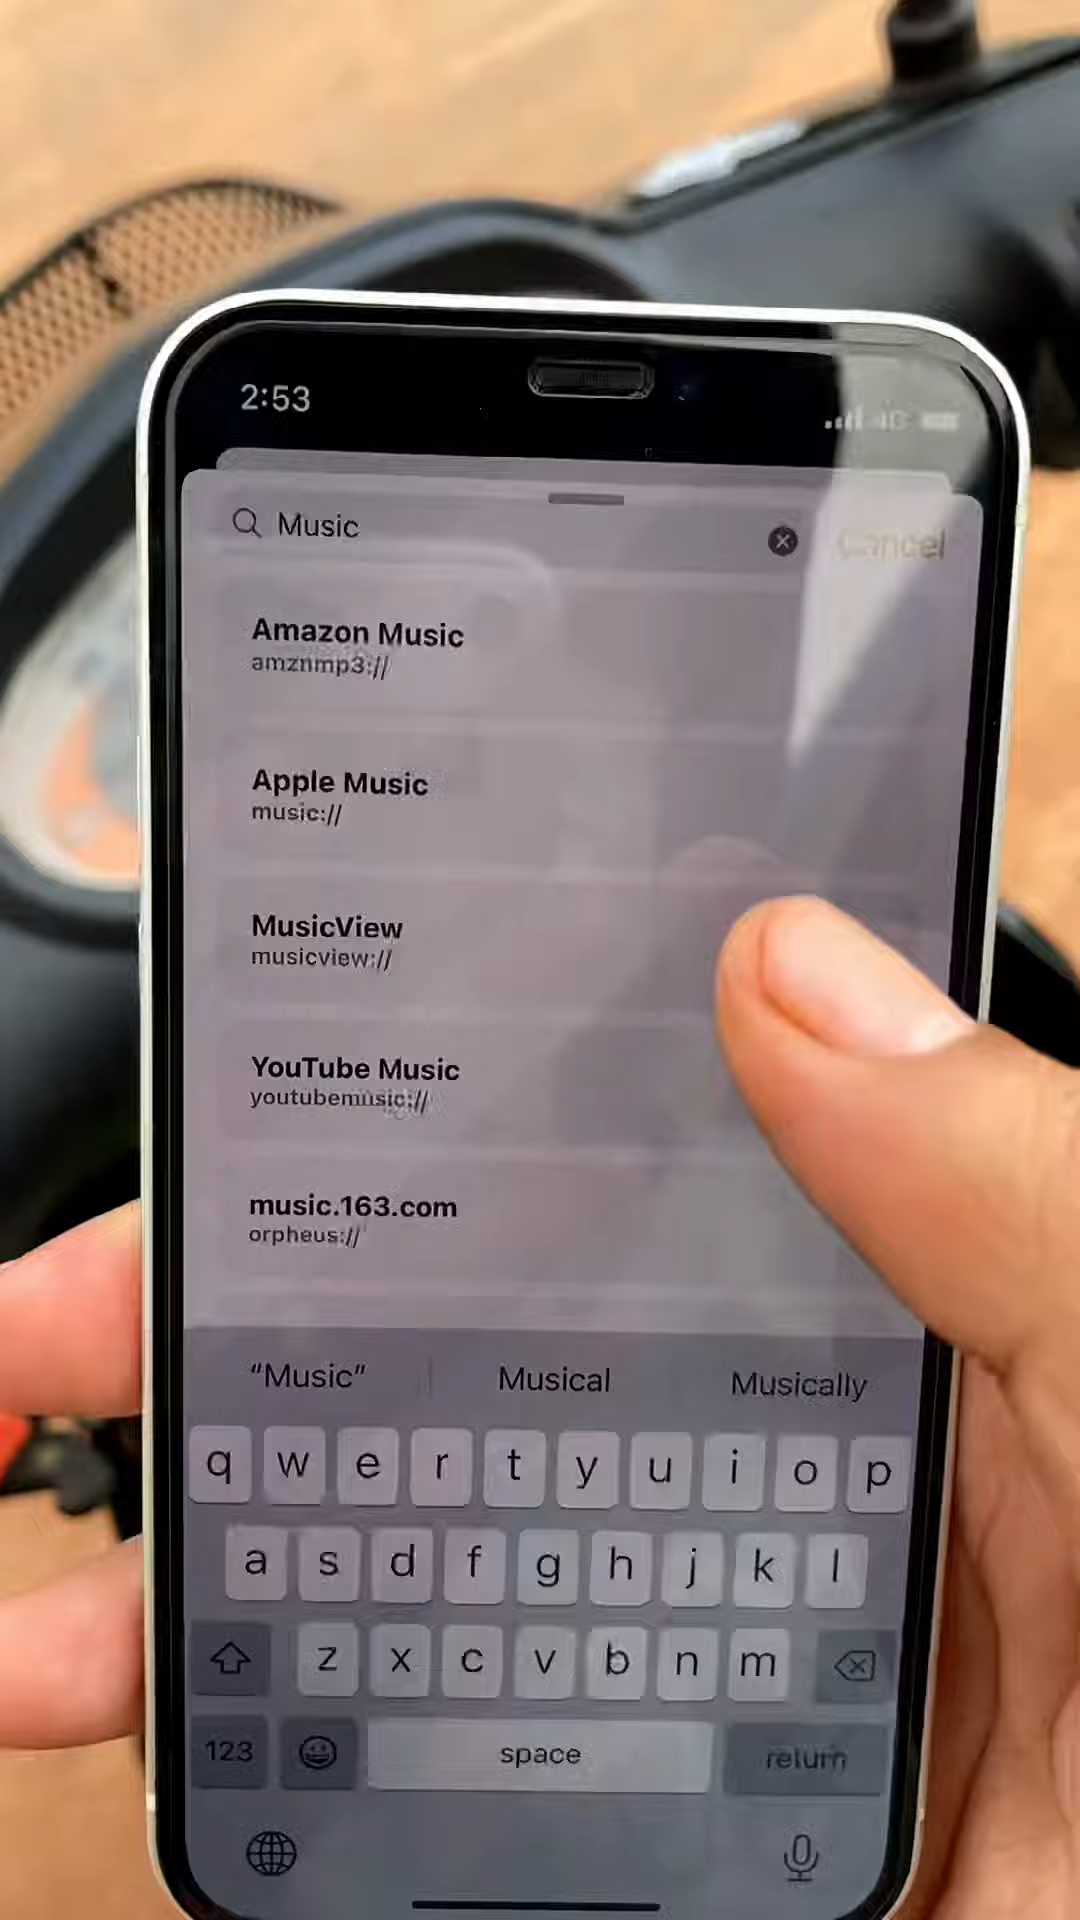 2:53
4G
Music
Cancel
Amazon Music
amznmp3://
Apple Music
music://
MusicView
musicview://
YouTube Music
youtubemusic://
music.163.com
orpheus://
“Music” Musical Musically
q w e r t y u i o p
a s d f g h j k l
z x c v b n m
123 space return